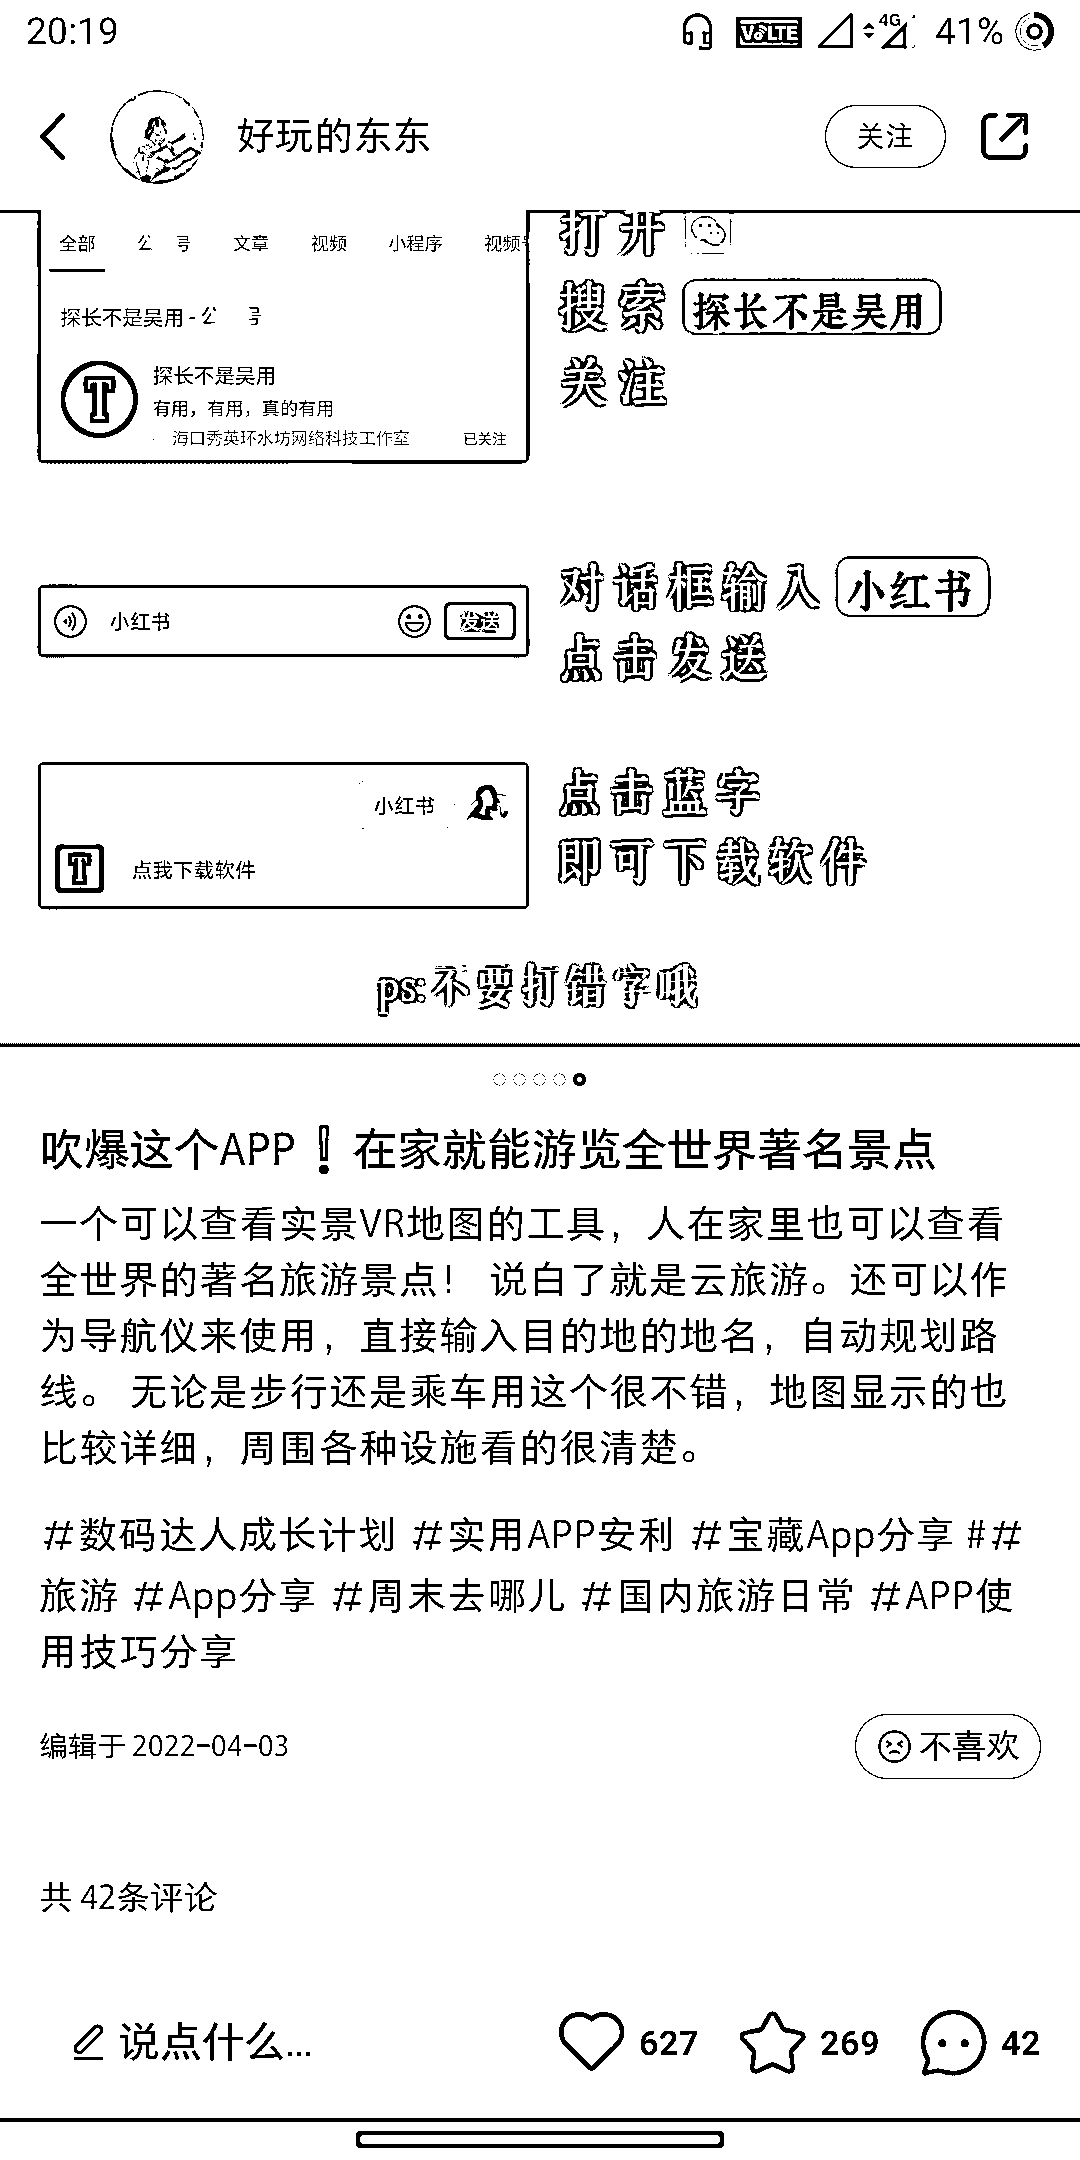 20:19 VoLTE 4G 41%
好玩的东东 关注
全部 公 号 文章 视频 小程序 视频
打开
探长不是吴用 - 公 号
搜索 探长不是吴用
探长不是吴用
关注
有用，有用，真的有用
海口秀英环水坊网络科技工作室 已关注
小红书 发送
对话框输入 小红书
点击发送
小红书
点我下载软件
点击蓝字
即可下载软件
ps:不要打错字哦
吹爆这个APP❗在家就能游览全世界著名景点
一个可以查看实景VR地图的工具，人在家里也可以查看
全世界的著名旅游景点！ 说白了就是云旅游。还可以作
为导航仪来使用，直接输入目的地的地名，自动规划路
线。 无论是步行还是乘车用这个很不错，地图显示的也
比较详细，周围各种设施看的很清楚。
#数码达人成长计划 #实用APP安利 #宝藏App分享 ##
旅游 #App分享 #周末去哪儿 #国内旅游日常 #APP使
用技巧分享
编辑于 2022-04-03 不喜欢
共 42条评论
说点什么... 627 269 42